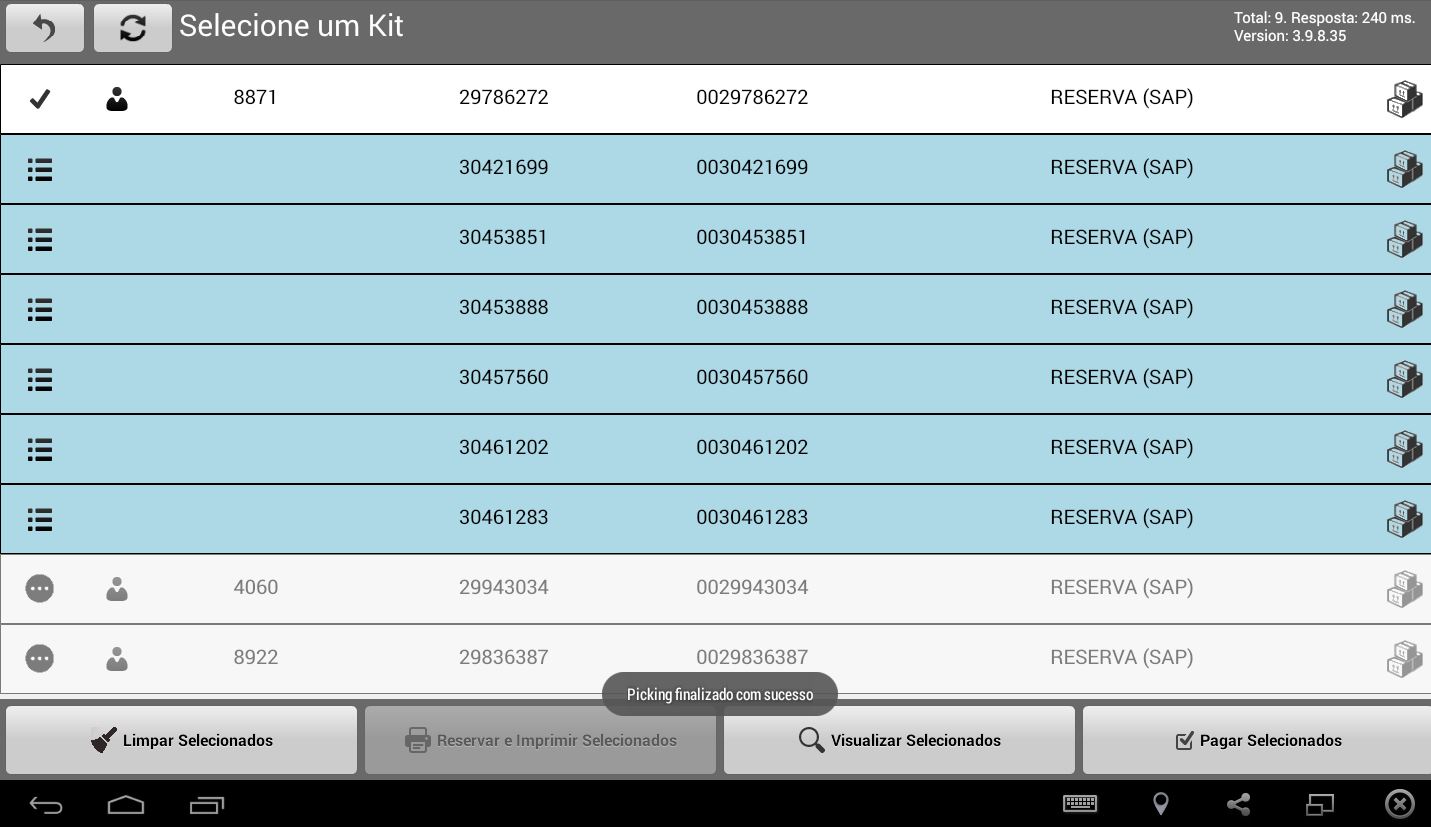 Selecione um Kit
Total: 9. Resposta: 240 ms.
Version: 3.9.8.35
8871 29786272 0029786272 RESERVA (SAP)
30421699 0030421699 RESERVA (SAP)
30453851 0030453851 RESERVA (SAP)
30453888 0030453888 RESERVA (SAP)
30457560 0030457560 RESERVA (SAP)
30461202 0030461202 RESERVA (SAP)
30461283 0030461283 RESERVA (SAP)
4060 29943034 0029943034 RESERVA (SAP)
8922 29836387 0029836387 RESERVA (SAP)
Picking finalizado com sucesso
Limpar Selecionados Reservar e Imprimir Selecionados Visualizar Selecionados Pagar Selecionados